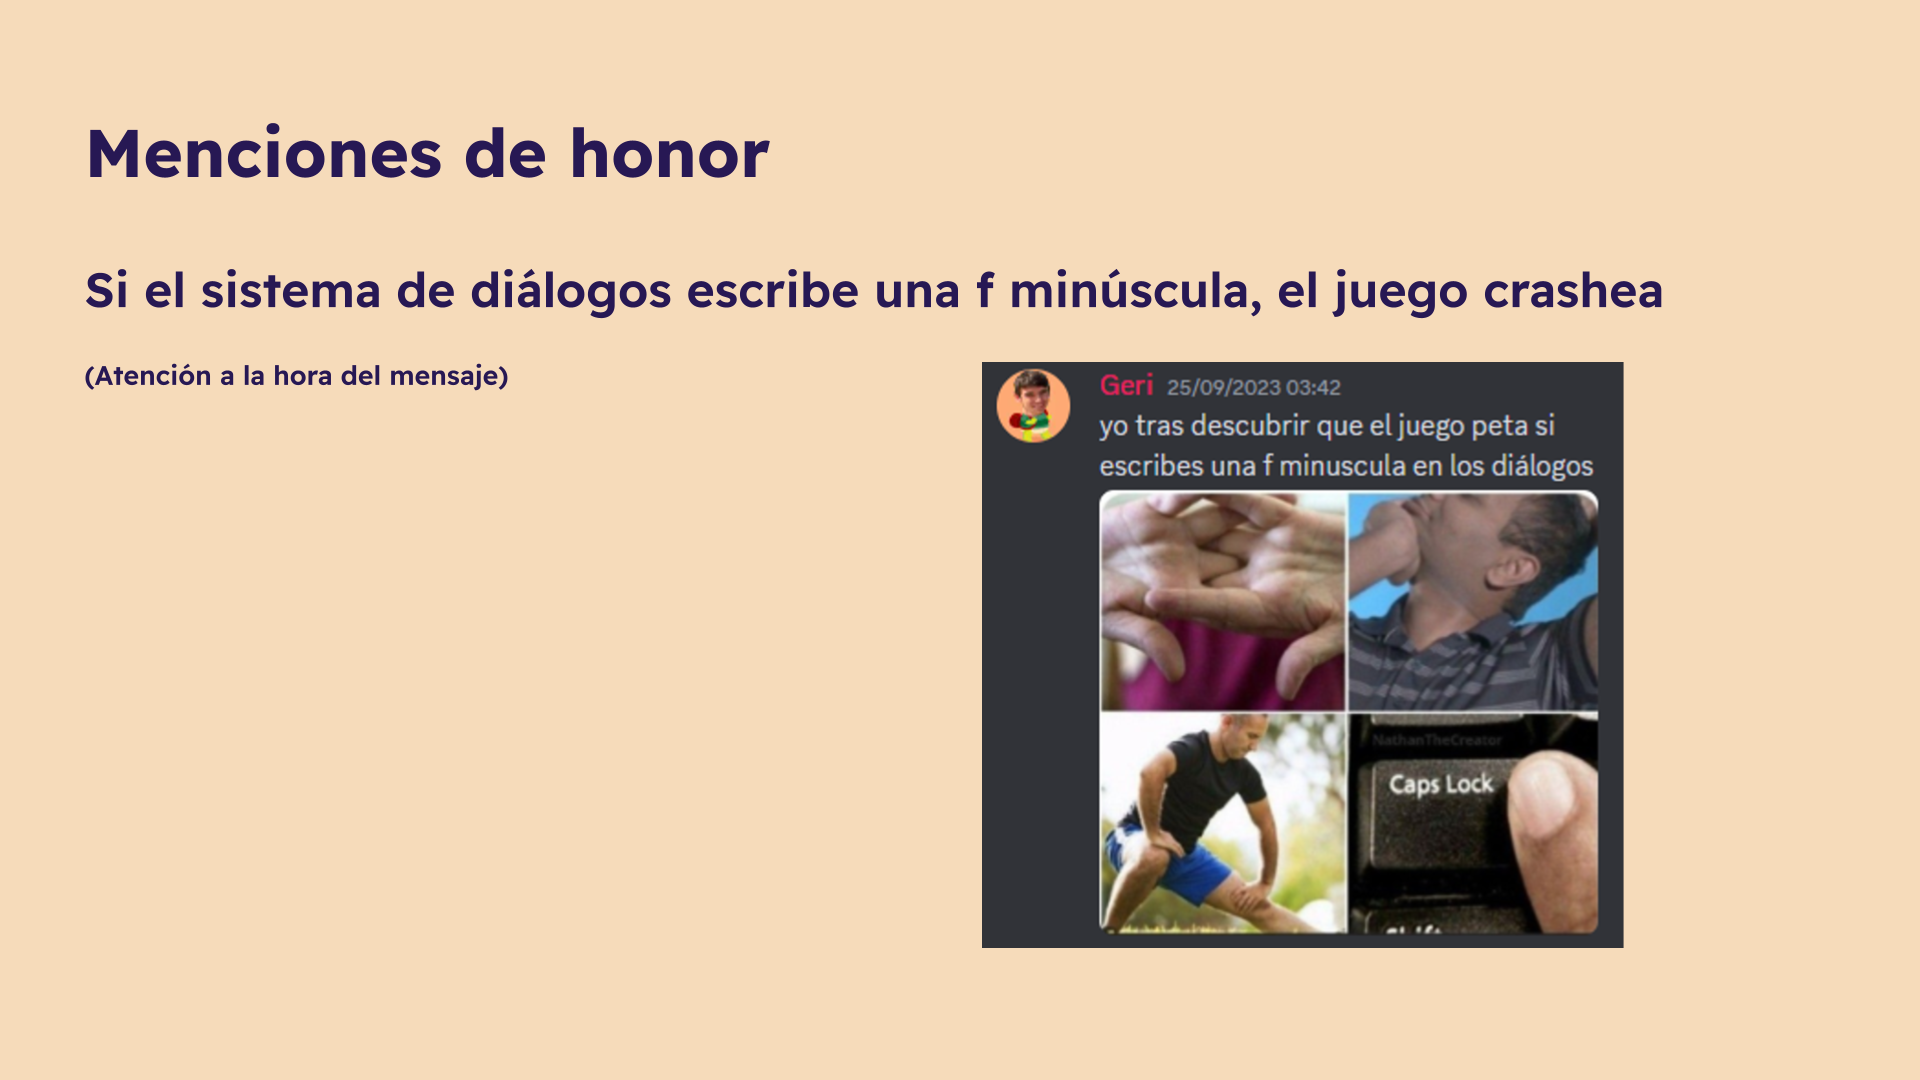 Menciones de honor
Si el sistema de diálogos escribe una f minúscula, el juego crashea
(Atención a la hora del mensaje)
Geri 25/09/2023 03:42
yo tras descubrir que el juego peta si
escribes una f minuscula en los diálogos
NathanTheCreator
Caps Lock
Shift